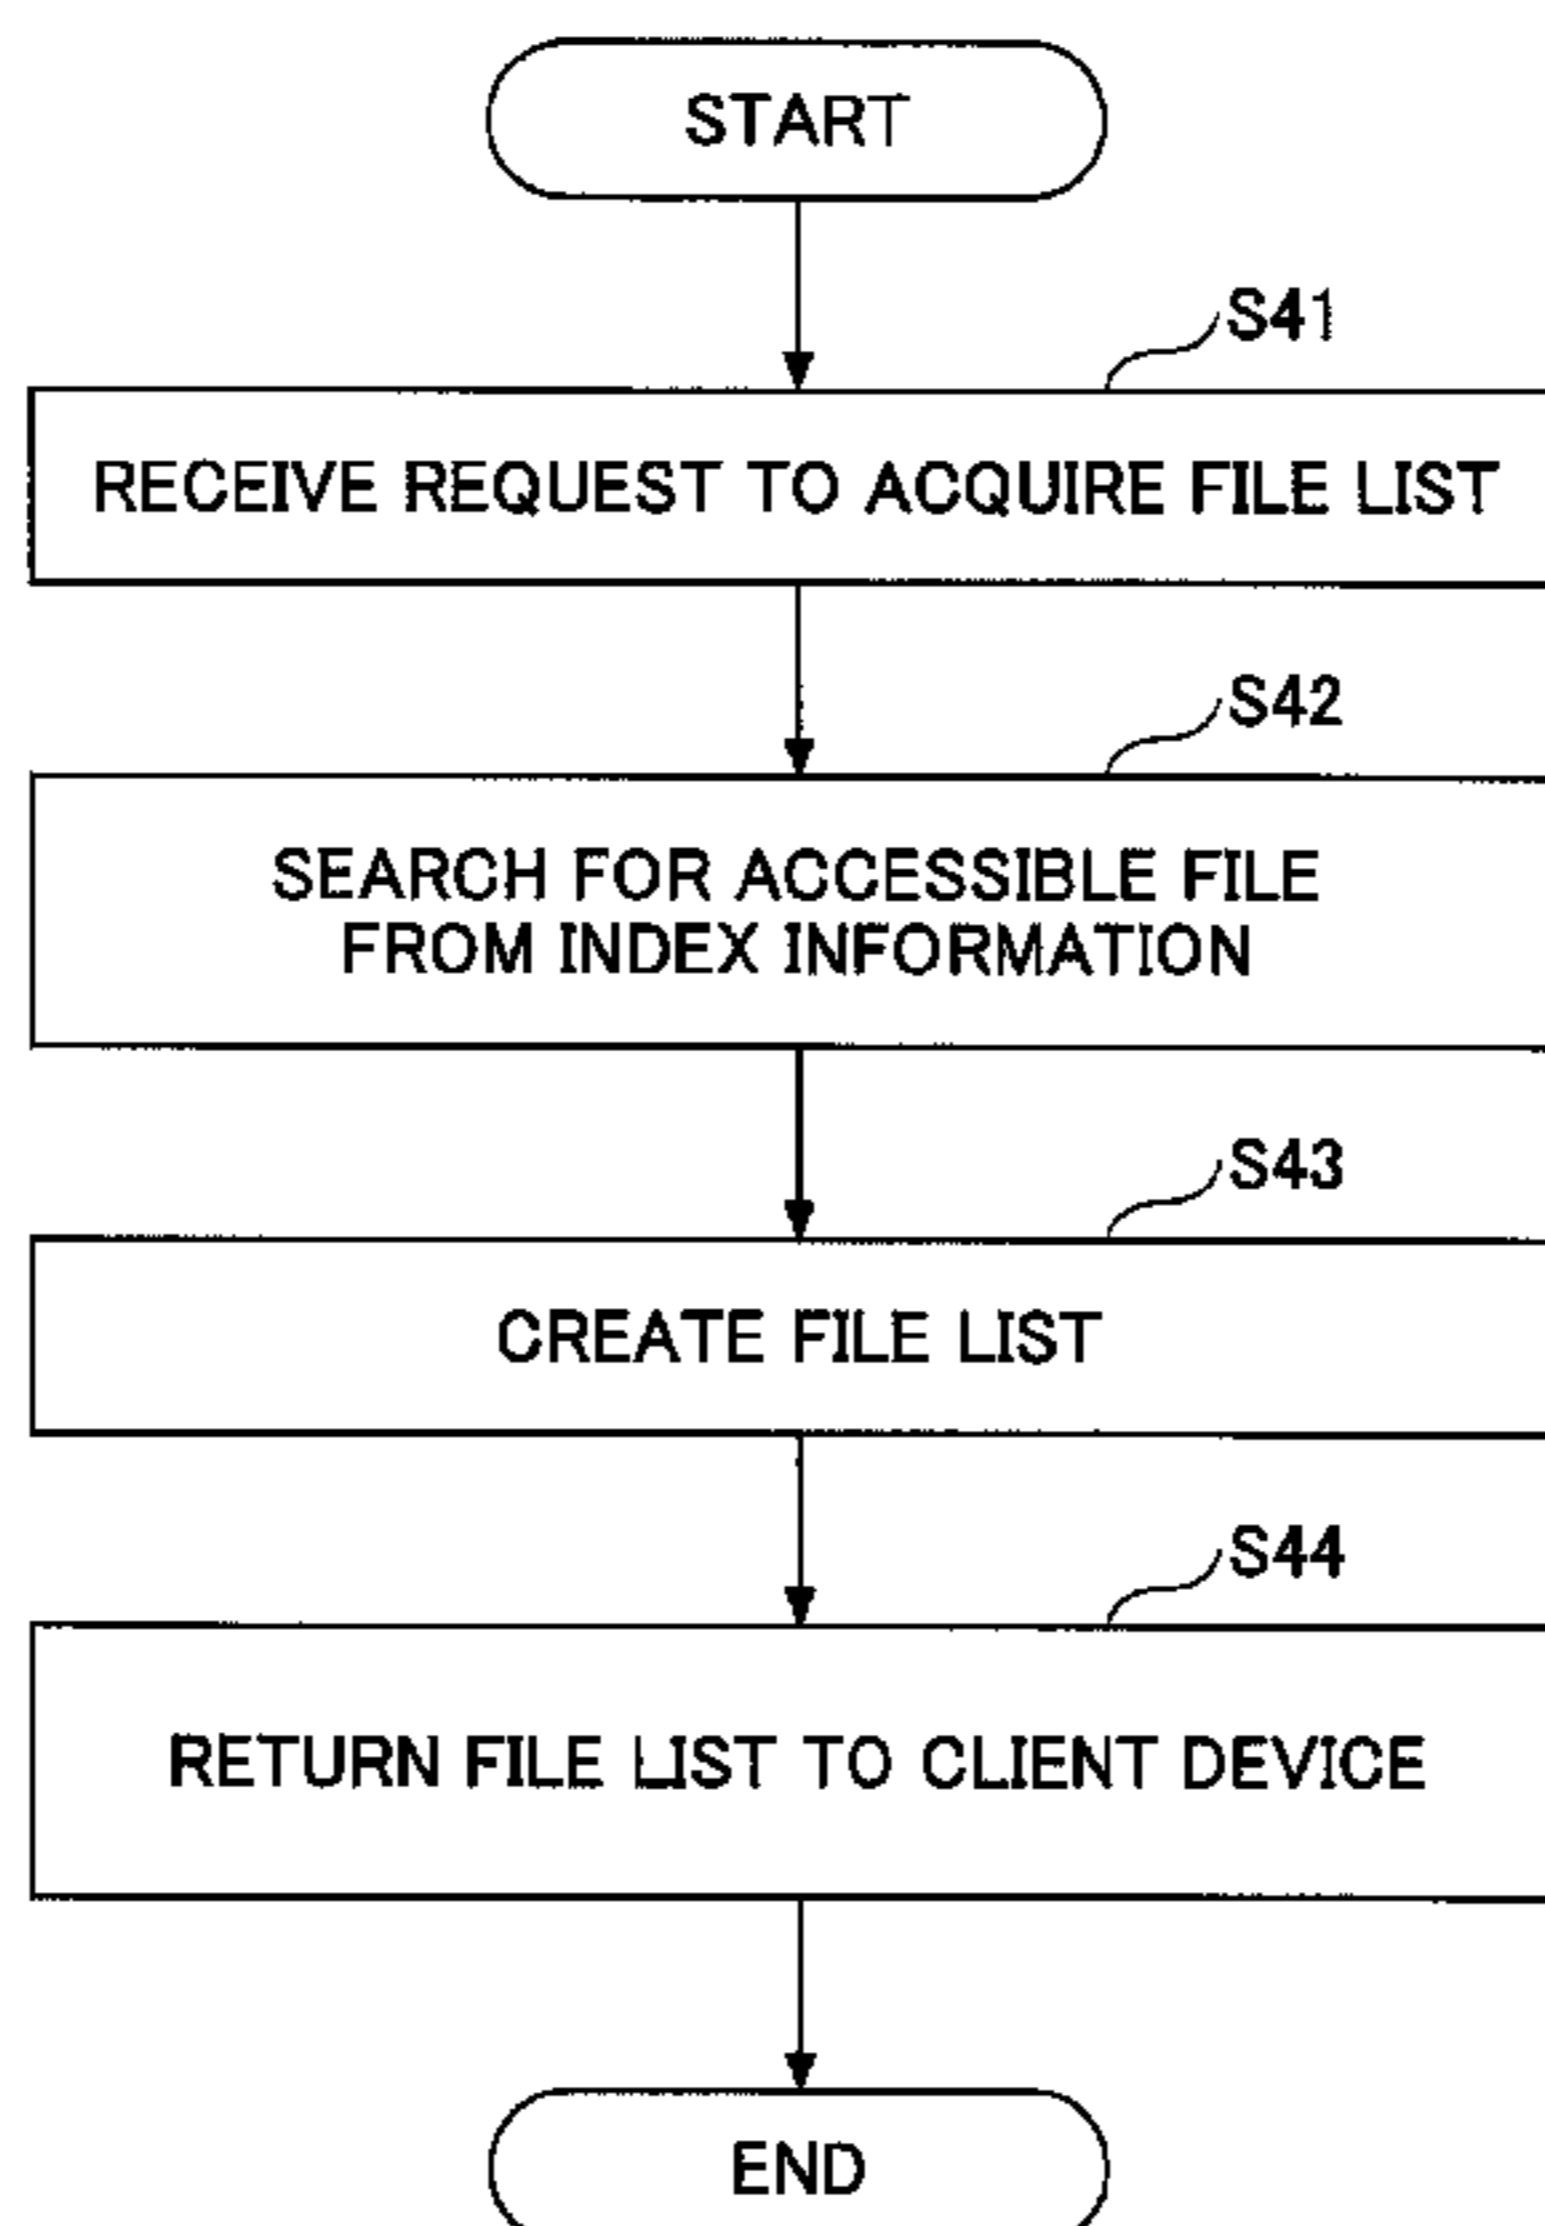 START
S41
RECEIVE REQUEST TO ACQUIRE FILE LIST
S42
SEARCH FOR ACCESSIBLE FILE
FROM INDEX INFORMATION
S43
CREATE FILE LIST
S44
RETURN FILE LIST TO CLIENT DEVICE
END